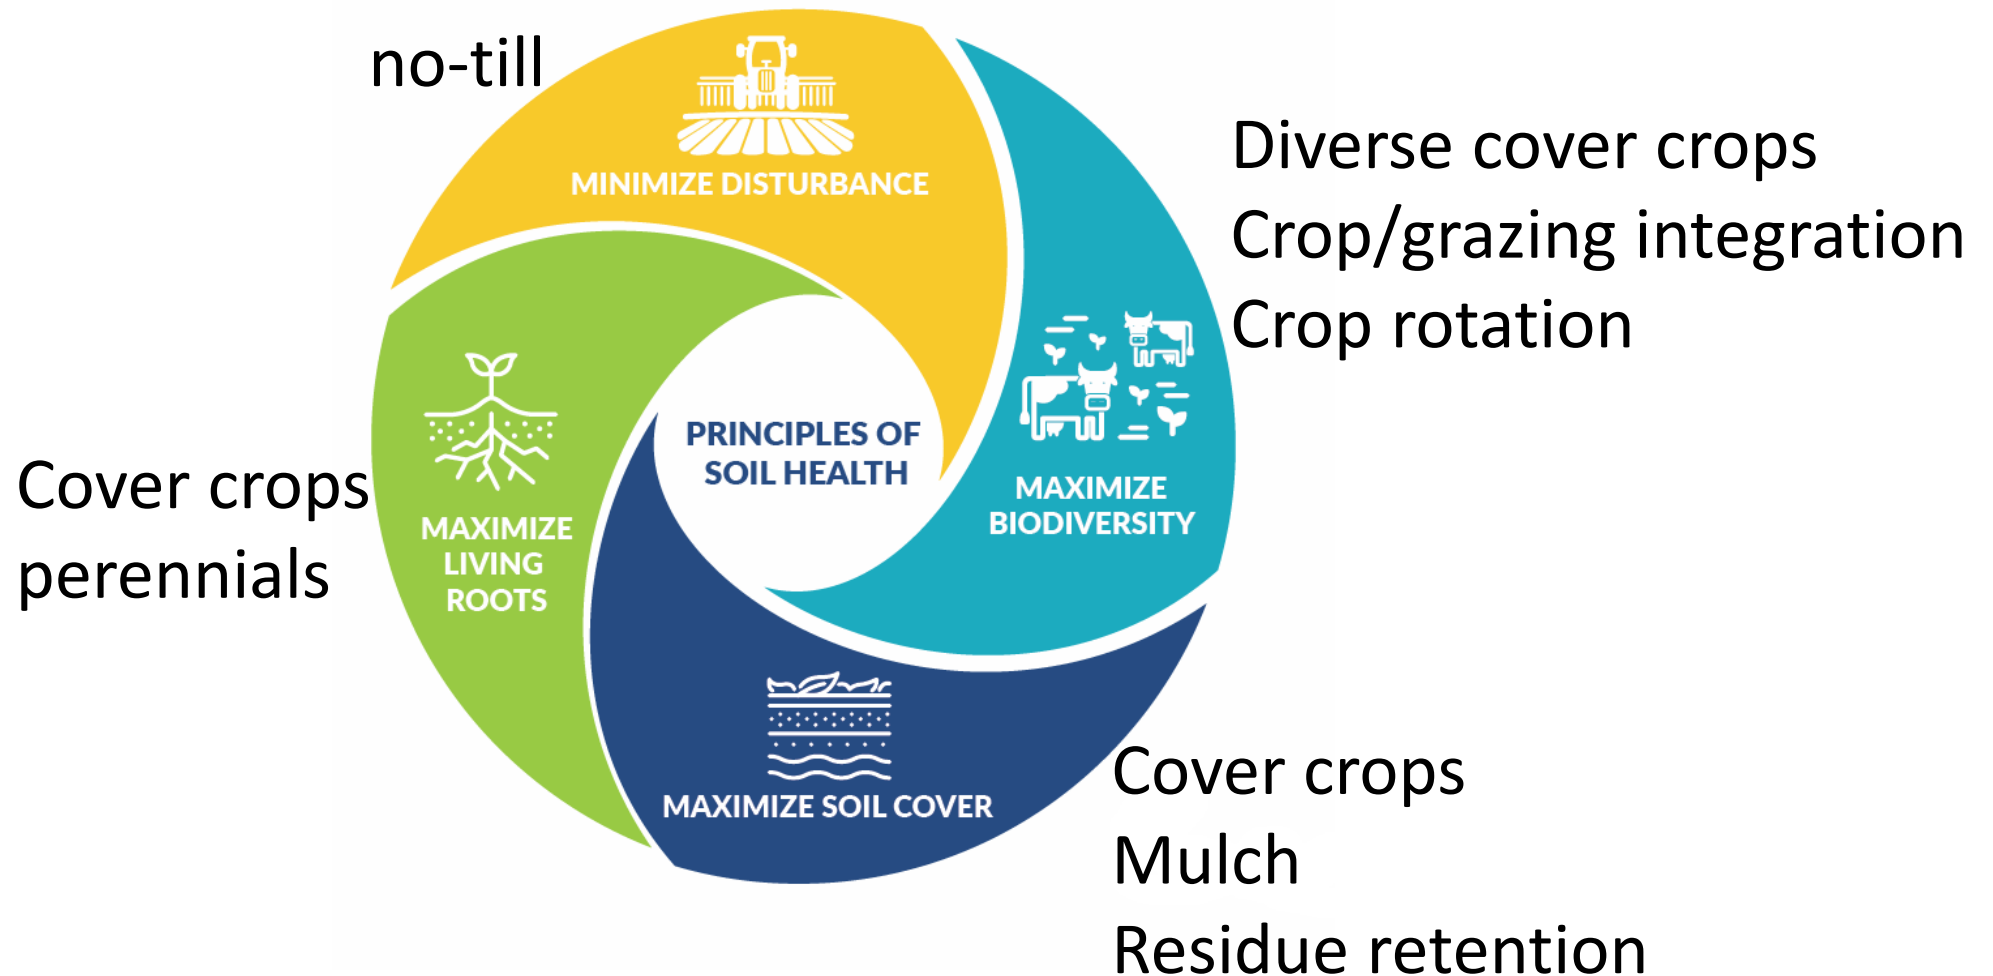 no-till
MINIMIZE DISTURBANCE
Diverse cover crops
Crop/grazing integration
Crop rotation
MAXIMIZE
BIODIVERSITY
PRINCIPLES OF
SOIL HEALTH
Cover crops
perennials
MAXIMIZE
LIVING
ROOTS
MAXIMIZE SOIL COVER
Cover crops
Mulch
Residue retention